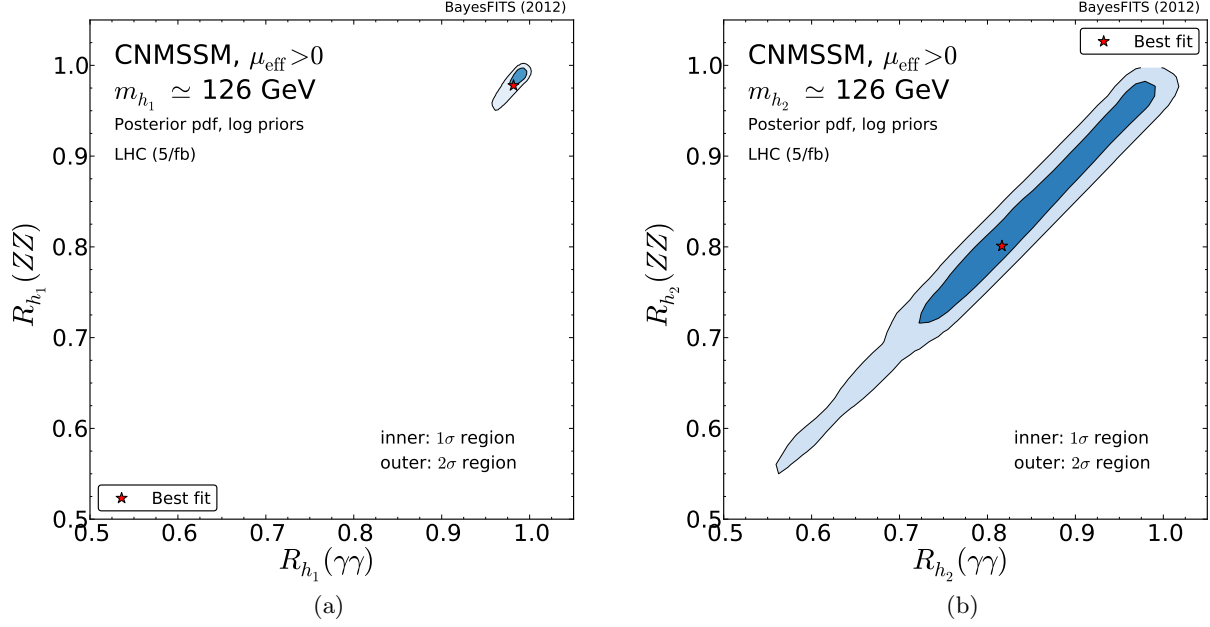 BayesFITS (2012)
CNMSSM, μ_eff >0
m_{h_1} ≃ 126 GeV
Posterior pdf, log priors
LHC (5/fb)
1.0
0.9
0.8
0.7
0.6
0.5
R_{h_1}(ZZ)
inner: 1σ region
outer: 2σ region
Best fit
0.5 0.6 0.7 0.8 0.9 1.0
R_{h_1}(γγ)
(a)
BayesFITS (2012)
Best fit
CNMSSM, μ_eff >0
m_{h_2} ≃ 126 GeV
Posterior pdf, log priors
LHC (5/fb)
1.0
0.9
0.8
0.7
0.6
0.5
R_{h_2}(ZZ)
inner: 1σ region
outer: 2σ region
0.5 0.6 0.7 0.8 0.9 1.0
R_{h_2}(γγ)
(b)